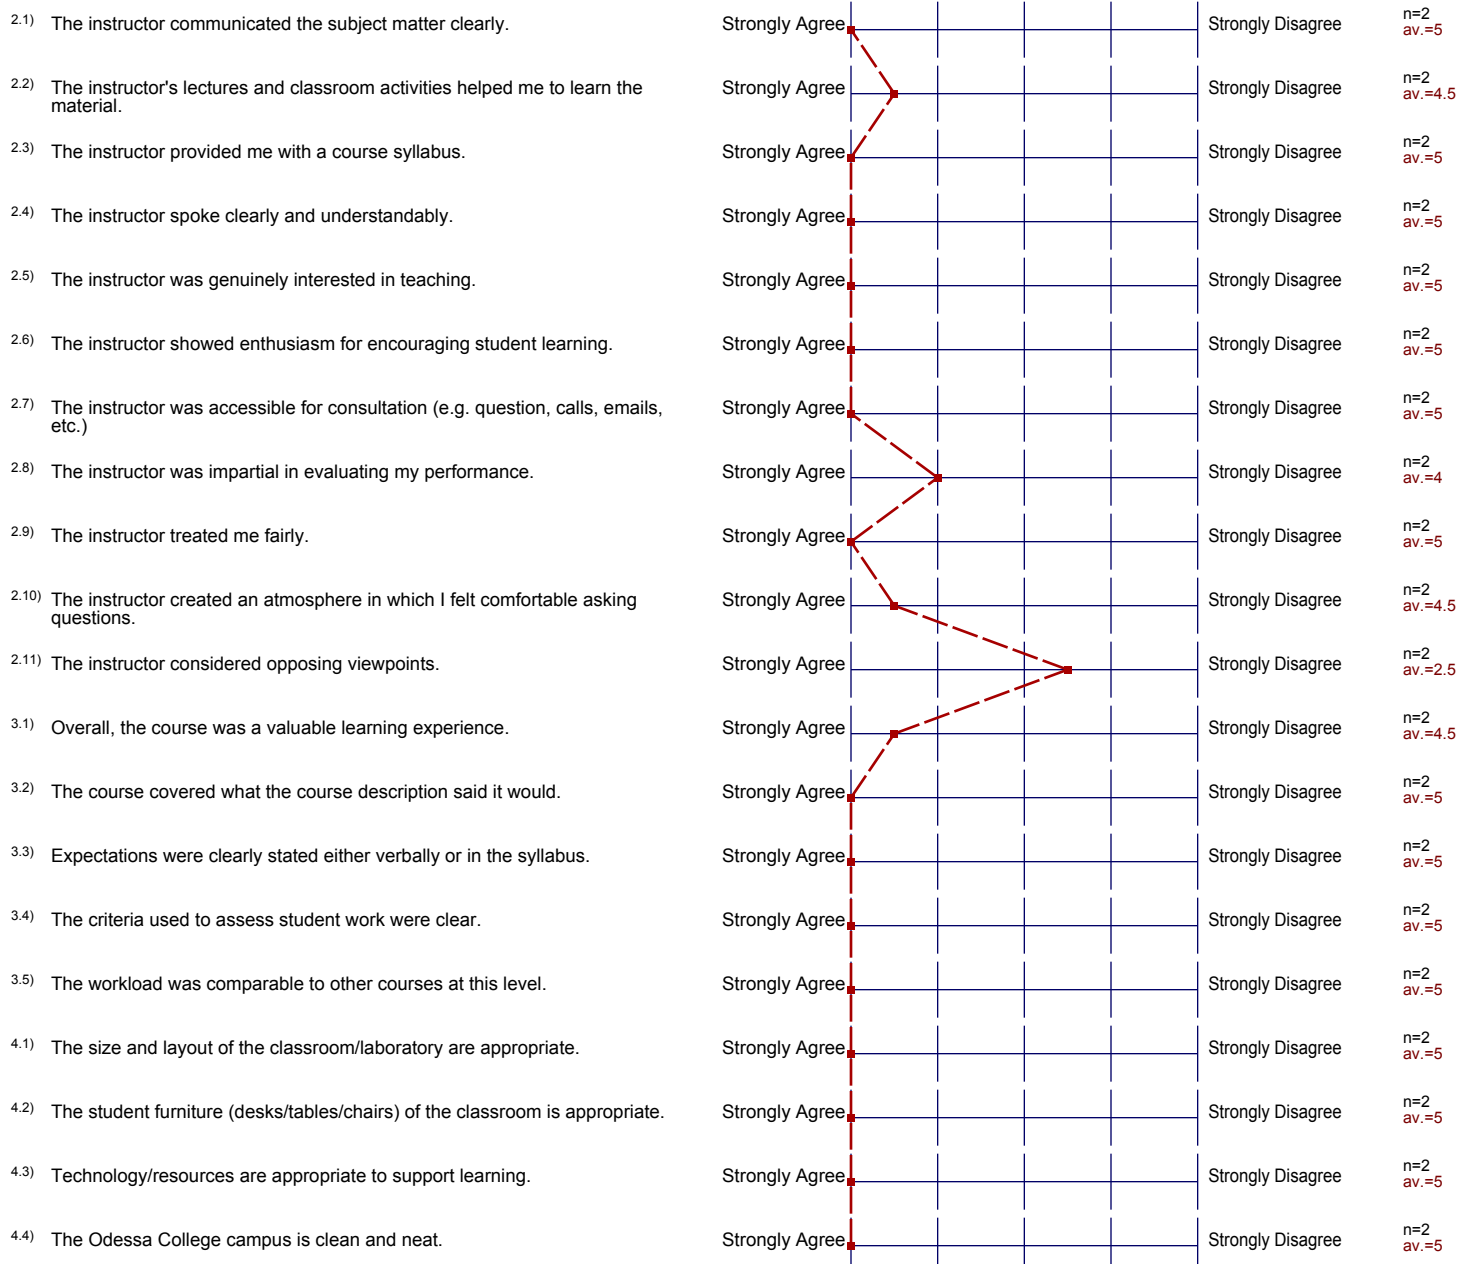 2.1) The instructor communicated the subject matter clearly. Strongly Agree Strongly Disagree n=2
av.=5
2.2) The instructor's lectures and classroom activities helped me to learn the Strongly Agree Strongly Disagree n=2
material. av.=4.5
2.3) The instructor provided me with a course syllabus. Strongly Agree Strongly Disagree n=2
av.=5
2.4) The instructor spoke clearly and understandably. Strongly Agree Strongly Disagree n=2
av.=5
2.5) The instructor was genuinely interested in teaching. Strongly Agree Strongly Disagree n=2
av.=5
2.6) The instructor showed enthusiasm for encouraging student learning. Strongly Agree Strongly Disagree n=2
av.=5
2.7) The instructor was accessible for consultation (e.g. question, calls, emails, Strongly Agree Strongly Disagree n=2
etc.) av.=5
2.8) The instructor was impartial in evaluating my performance. Strongly Agree Strongly Disagree n=2
av.=4
2.9) The instructor treated me fairly. Strongly Agree Strongly Disagree n=2
av.=5
2.10) The instructor created an atmosphere in which I felt comfortable asking Strongly Agree Strongly Disagree n=2
questions. av.=4.5
2.11) The instructor considered opposing viewpoints. Strongly Agree Strongly Disagree n=2
av.=2.5
3.1) Overall, the course was a valuable learning experience. Strongly Agree Strongly Disagree n=2
av.=4.5
3.2) The course covered what the course description said it would. Strongly Agree Strongly Disagree n=2
av.=5
3.3) Expectations were clearly stated either verbally or in the syllabus. Strongly Agree Strongly Disagree n=2
av.=5
3.4) The criteria used to assess student work were clear. Strongly Agree Strongly Disagree n=2
av.=5
3.5) The workload was comparable to other courses at this level. Strongly Agree Strongly Disagree n=2
av.=5
4.1) The size and layout of the classroom/laboratory are appropriate. Strongly Agree Strongly Disagree n=2
av.=5
4.2) The student furniture (desks/tables/chairs) of the classroom is appropriate. Strongly Agree Strongly Disagree n=2
av.=5
4.3) Technology/resources are appropriate to support learning. Strongly Agree Strongly Disagree n=2
av.=5
4.4) The Odessa College campus is clean and neat. Strongly Agree Strongly Disagree n=2
av.=5